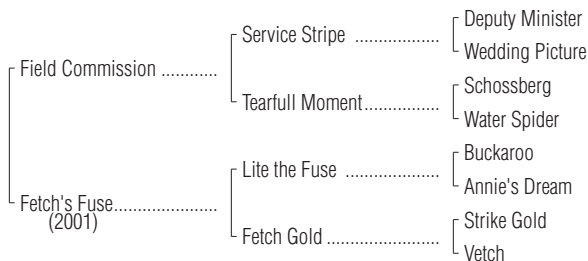 Deputy Minister
Service Stripe ..................
Wedding Picture
Field Commission ............
Schossberg
Tearfull Moment................
Water Spider
Buckaroo
Lite the Fuse ....................
Annie's Dream
Fetch's Fuse......................
(2001)
Strike Gold
Fetch Gold ........................
Vetch